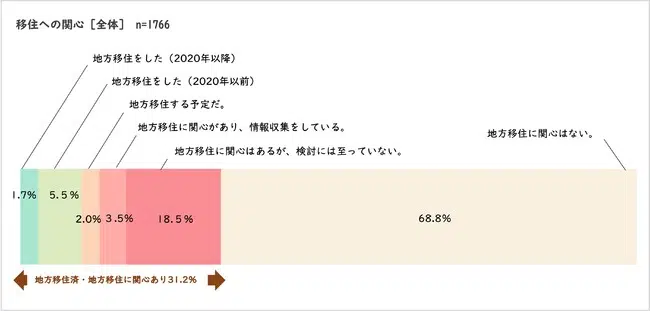 移住への関心［全体］ n=1766
地方移住をした（2020年以降）
地方移住をした（2020年以前）
地方移住する予定だ。
地方移住に関心があり、情報収集をしている。
地方移住に関心はない。
地方移住に関心はあるが、検討には至っていない。
1.7%
5.5%
2.0%
3.5%
18.5%
68.8%
地方移住済・地方移住に関心あり31.2%